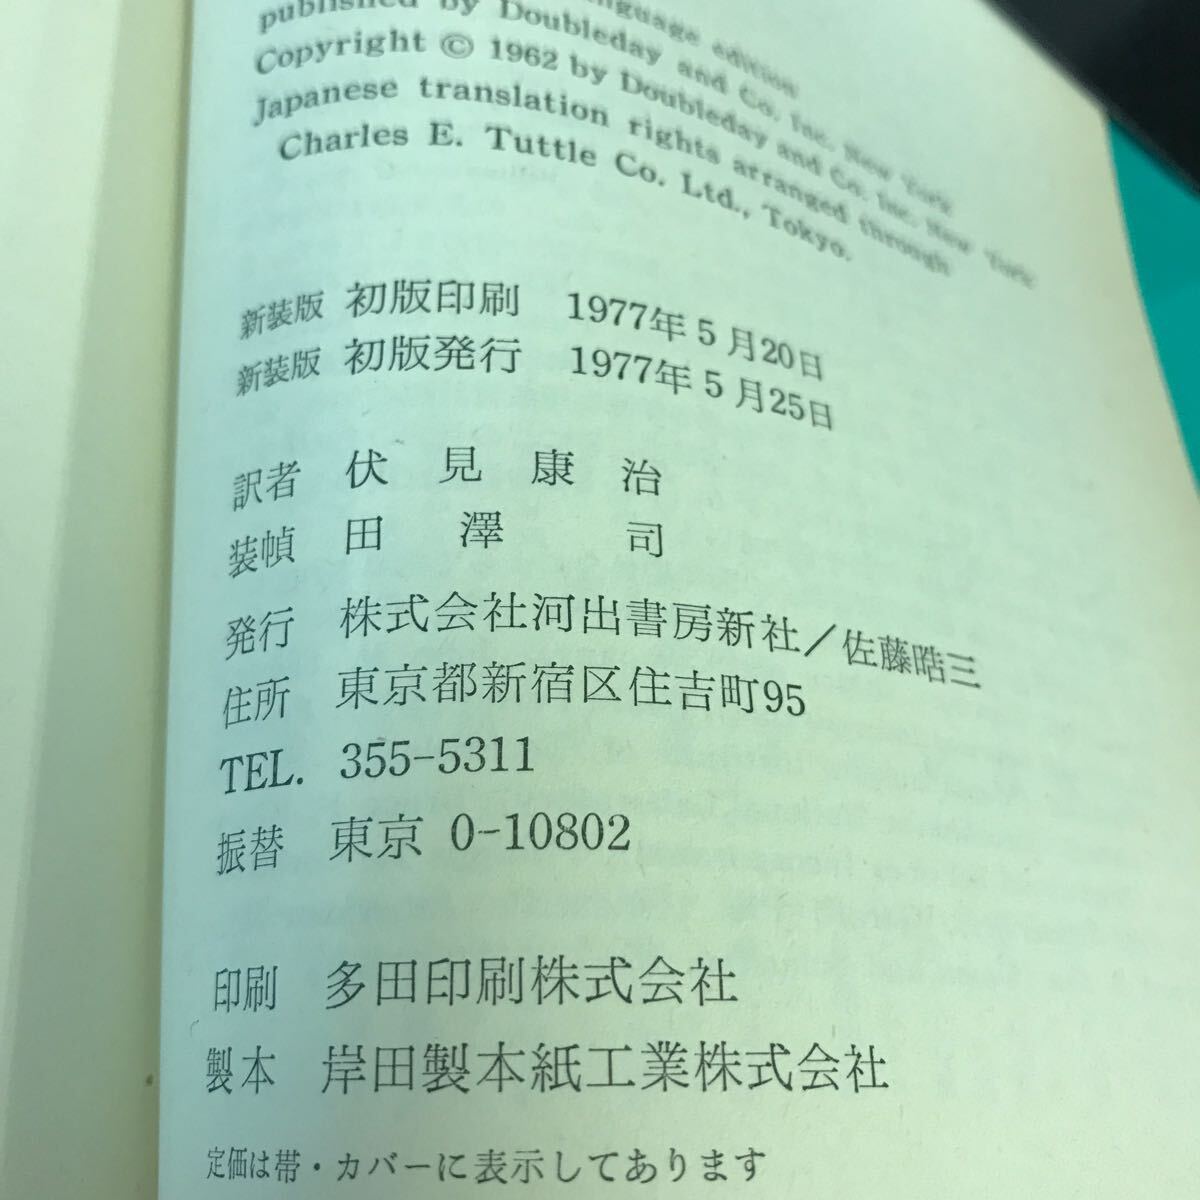 language edition
published by Doubleday and Co. Inc. New York
Copyright © 1962 by Doubleday and Co. Inc. New York
Japanese translation rights arranged through
Charles E. Tuttle Co. Ltd., Tokyo.
新装版 初版印刷 1977年5月20日
新装版 初版発行 1977年5月25日
訳者 伏見康治
装幀 田澤 司
発行 株式会社河出書房新社／佐藤晧三
住所 東京都新宿区住吉町95
TEL. 355-5311
振替 東京 0-10802
印刷 多田印刷株式会社
製本 岸田製本紙工業株式会社
定価は帯・カバーに表示してあります